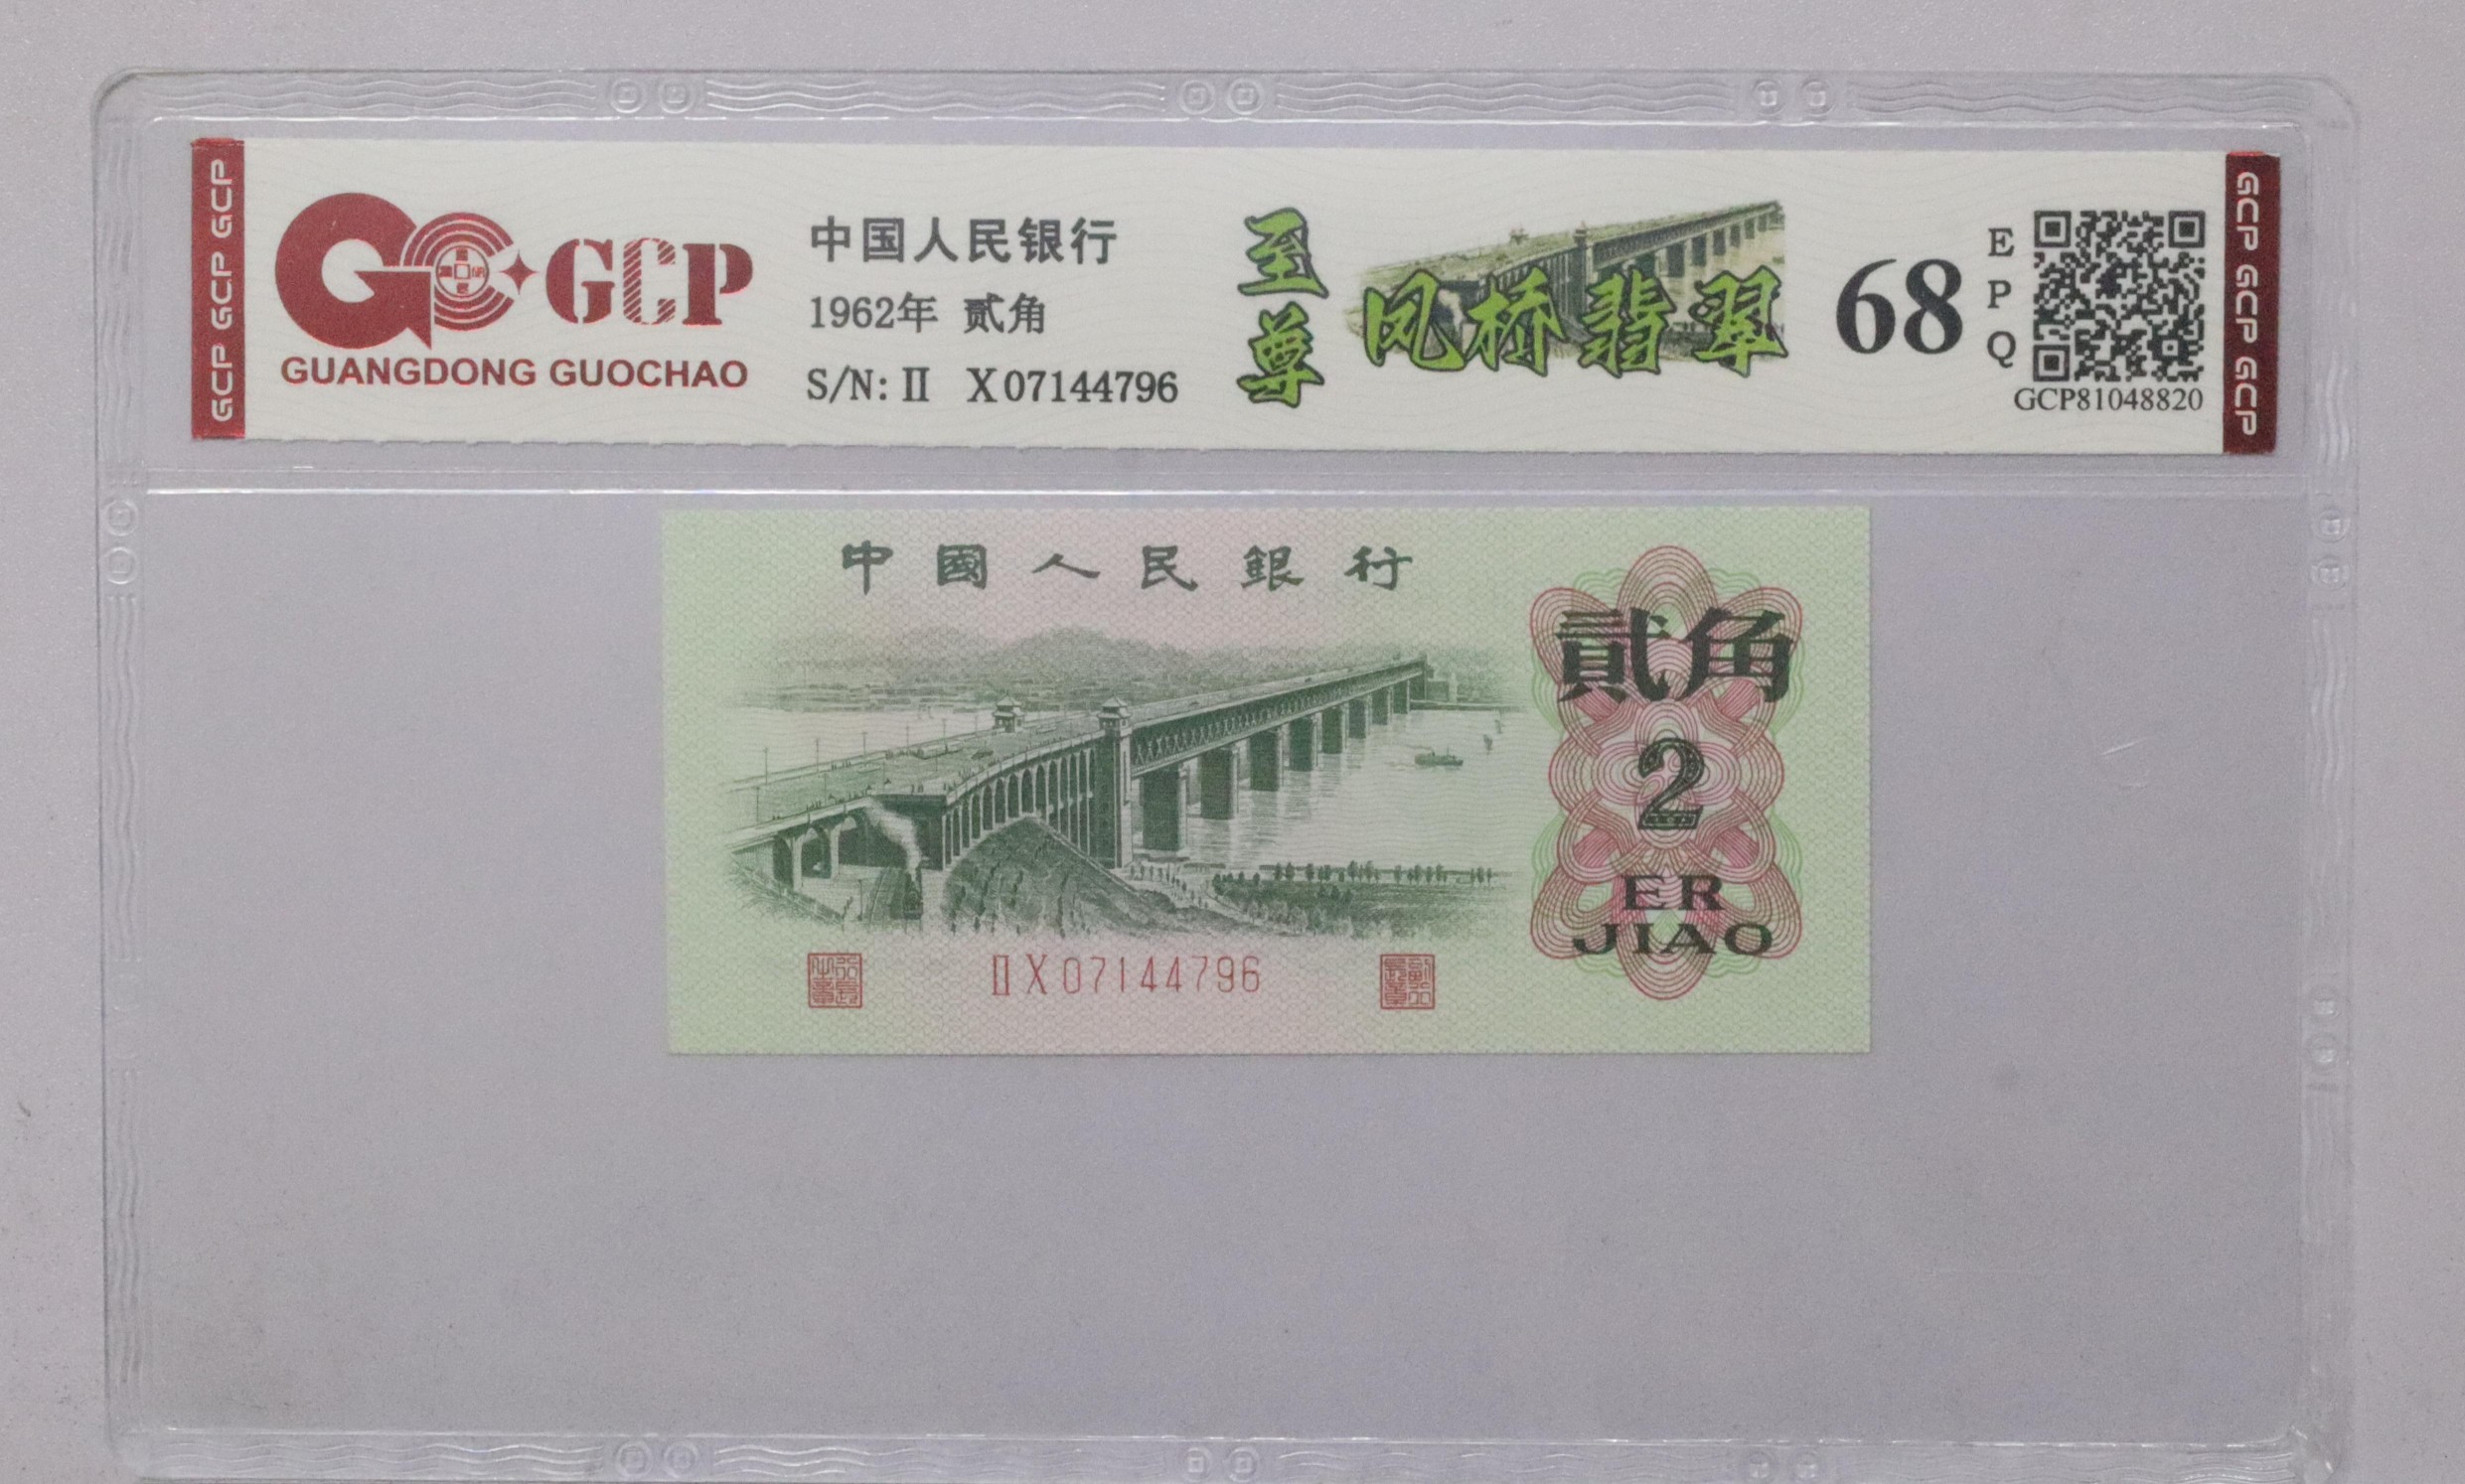 GCP GCP GCP
GCP
GUANGDONG GUOCHAO
中国人民银行
1962年 贰角
S/N: II X07144796
至尊
凤桥翡翠
68
EPQ
GCP81048820
GCP GCP GCP
中國人民銀行
貳角
2
ER
JIAO
II X 07144796